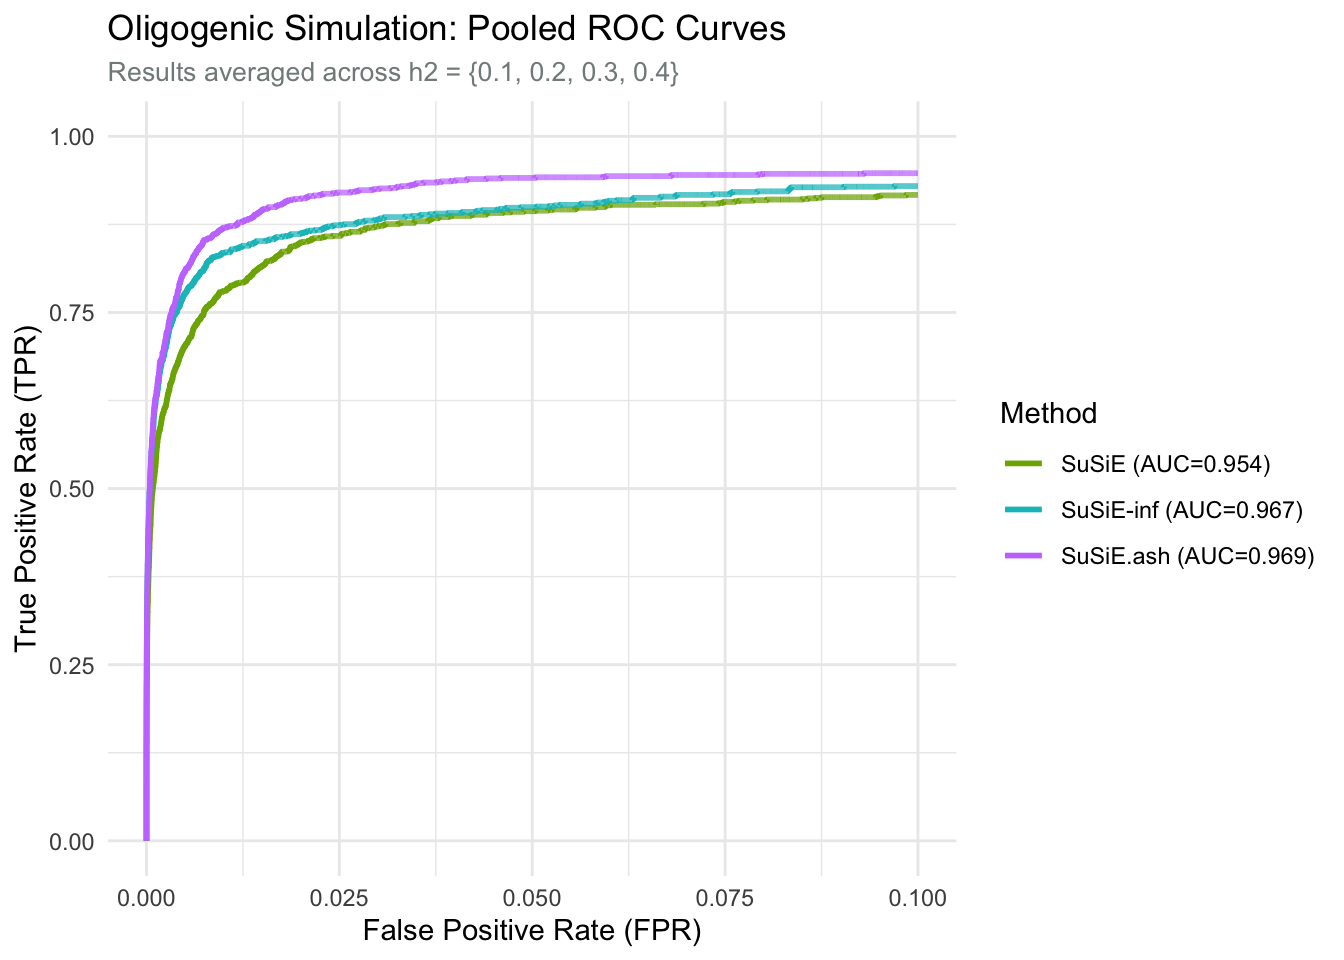 Oligogenic Simulation: Pooled ROC Curves
Results averaged across h2 = {0.1, 0.2, 0.3, 0.4}
1.00
0.75
0.50
0.25
0.00
True Positive Rate (TPR)
0.000
0.025
0.050
0.075
0.100
False Positive Rate (FPR)
Method
SuSiE (AUC=0.954)
SuSiE-inf (AUC=0.967)
SuSiE.ash (AUC=0.969)